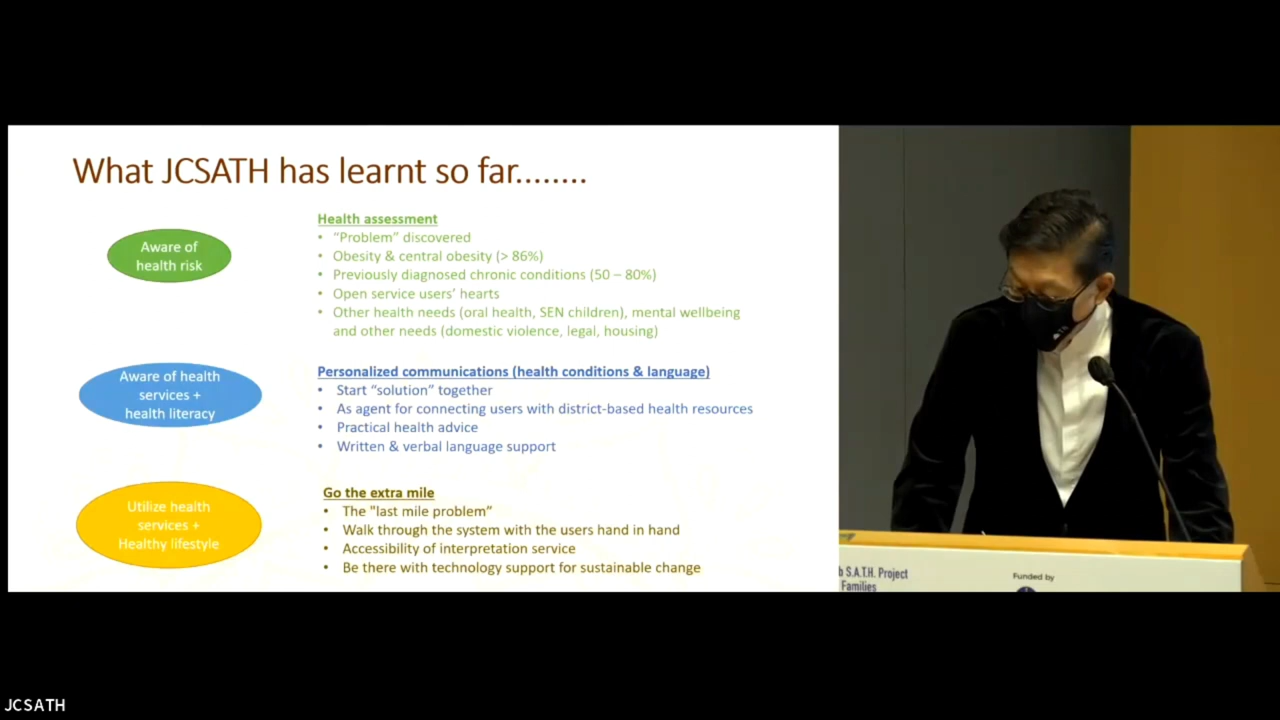 What JCSATH has learnt so far........
Aware of
health risk
Health assessment
• “Problem” discovered
• Obesity & central obesity (> 86%)
• Previously diagnosed chronic conditions (50 – 80%)
• Open service users’ hearts
• Other health needs (oral health, SEN children), mental wellbeing
and other needs (domestic violence, legal, housing)
Aware of health
services +
health literacy
Personalized communications (health conditions & language)
• Start “solution” together
• As agent for connecting users with district-based health resources
• Practical health advice
• Written & verbal language support
Utilize health
services +
Healthy lifestyle
Go the extra mile
• The "last mile problem”
• Walk through the system with the users hand in hand
• Accessibility of interpretation service
• Be there with technology support for sustainable change
S.A.T.H. Project
Families
Funded by
JCSATH